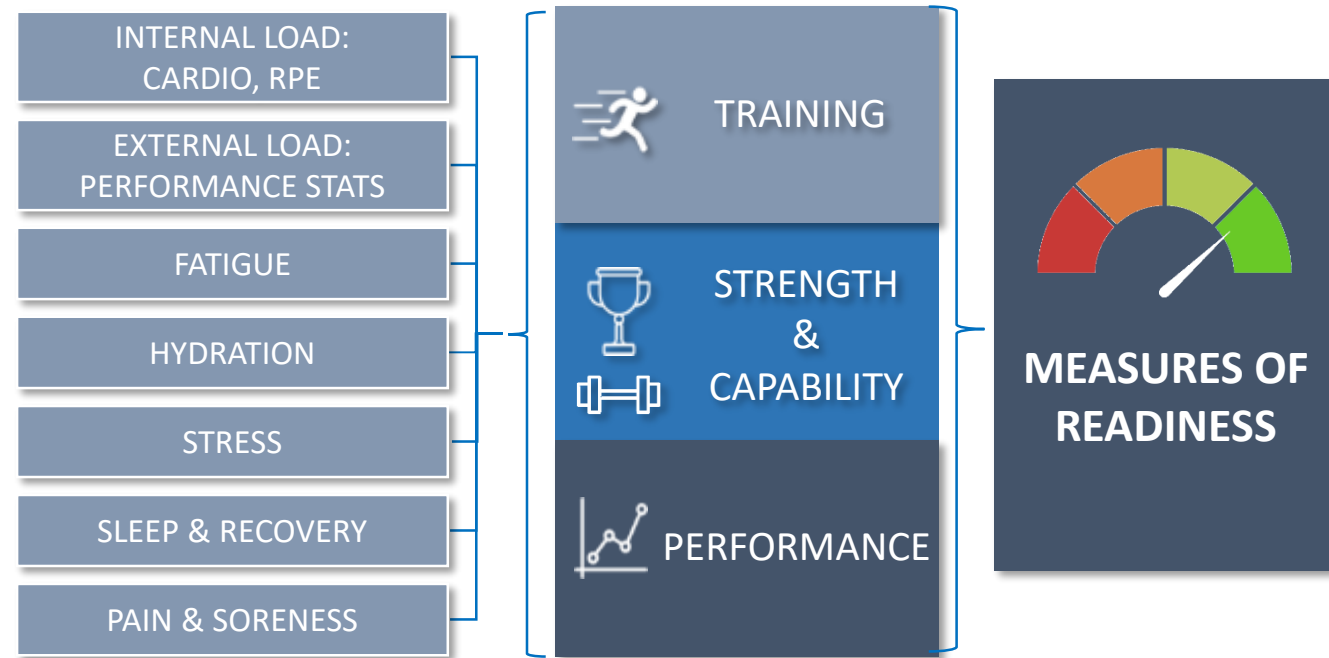 INTERNAL LOAD:
CARDIO, RPE
EXTERNAL LOAD:
PERFORMANCE STATS
FATIGUE
HYDRATION
STRESS
SLEEP & RECOVERY
PAIN & SORENESS
TRAINING
STRENGTH
&
CAPABILITY
PERFORMANCE
MEASURES OF
READINESS